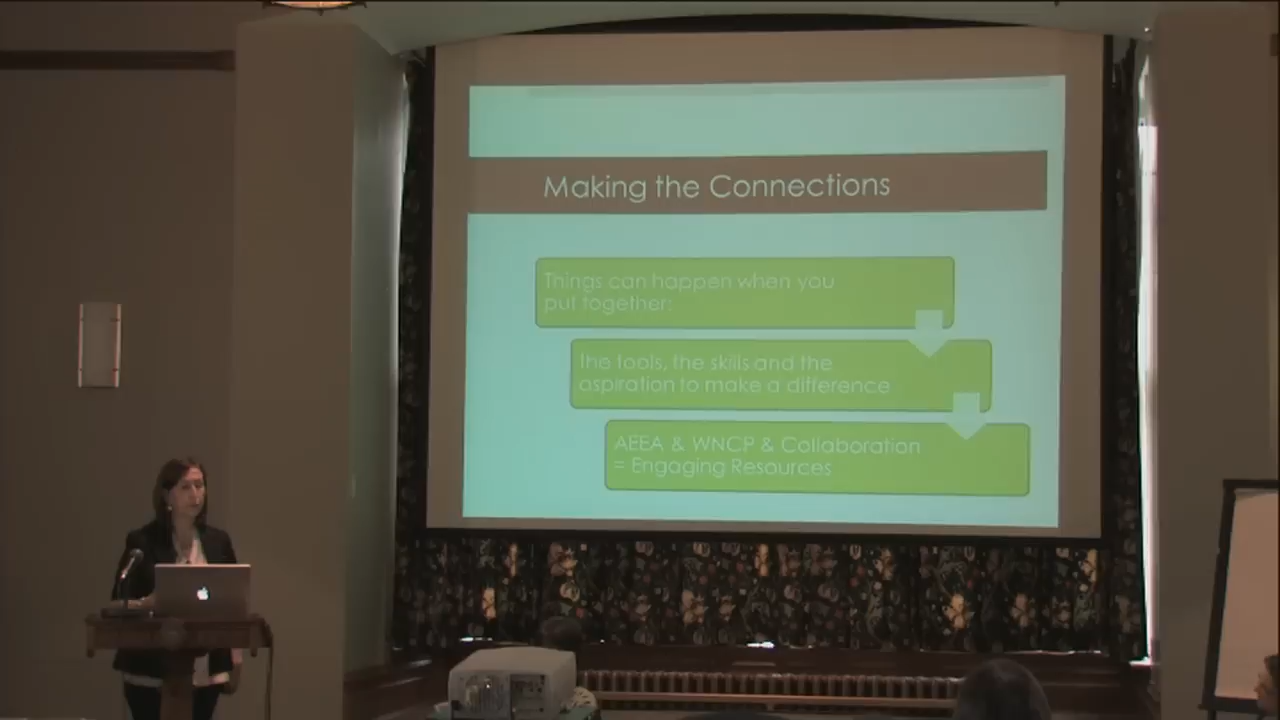 Making the Connections
Things can happen when you
put together:
the tools, the skills and the
aspiration to make a difference
AEEA & WNCP & Collaboration
= Engaging Resources